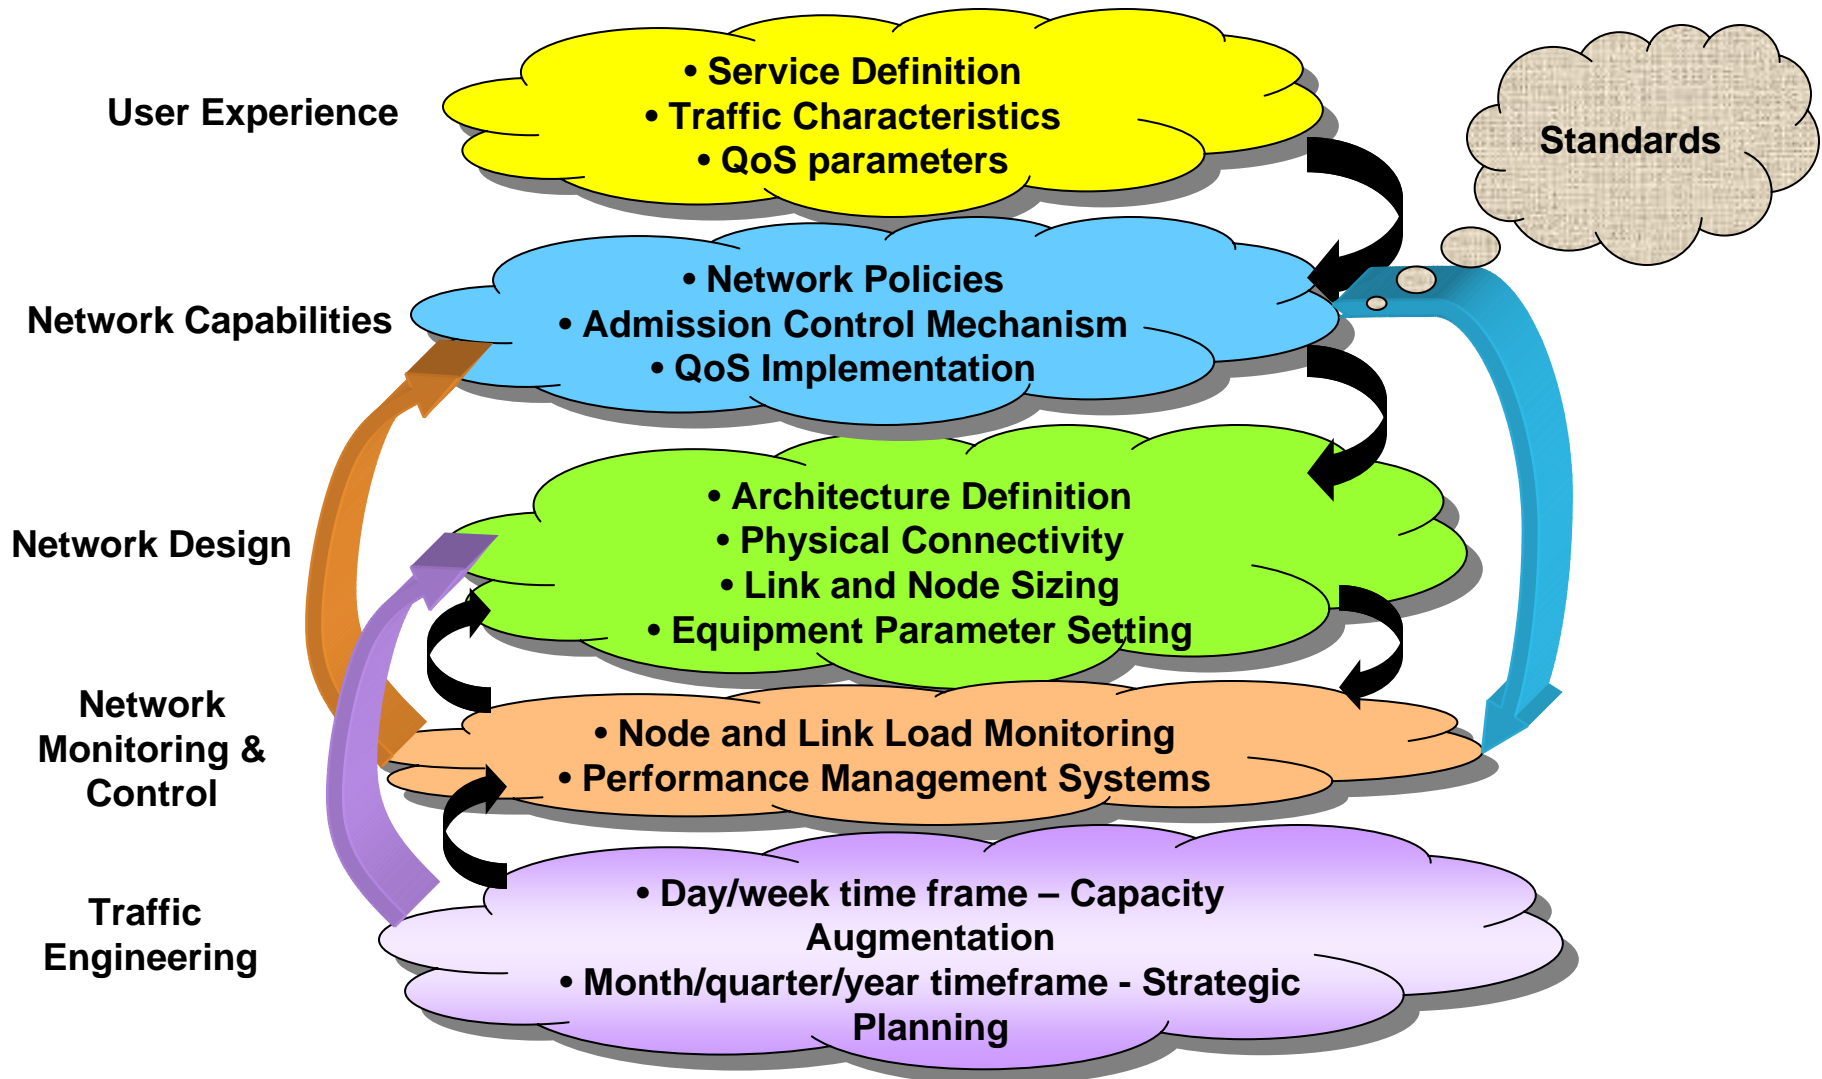 User Experience
• Service Definition
• Traffic Characteristics
• QoS parameters
Standards
Network Capabilities
• Network Policies
• Admission Control Mechanism
• QoS Implementation
Network Design
• Architecture Definition
• Physical Connectivity
• Link and Node Sizing
• Equipment Parameter Setting
Network
Monitoring &
Control
• Node and Link Load Monitoring
• Performance Management Systems
Traffic
Engineering
• Day/week time frame – Capacity
Augmentation
• Month/quarter/year timeframe - Strategic
Planning